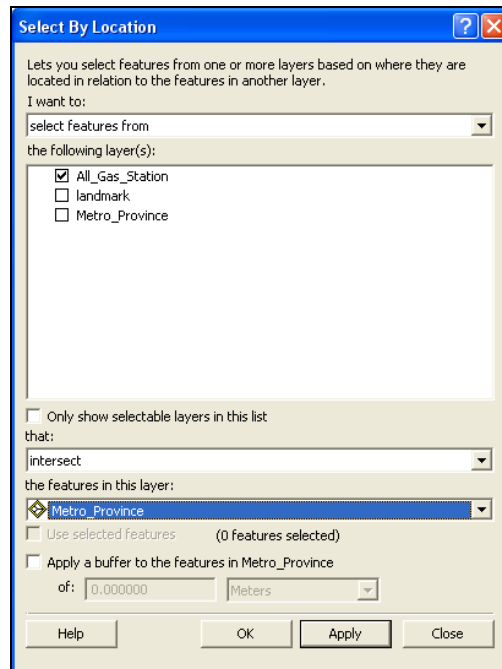 Select By Location
Lets you select features from one or more layers based on where they are
located in relation to the features in another layer.
I want to:
select features from
the following layer(s):
All_Gas_Station
landmark
Metro_Province
Only show selectable layers in this list
that:
intersect
the features in this layer:
Metro_Province
Use selected features (0 features selected)
Apply a buffer to the features in Metro_Province
of: 0.000000 Meters
Help OK Apply Close